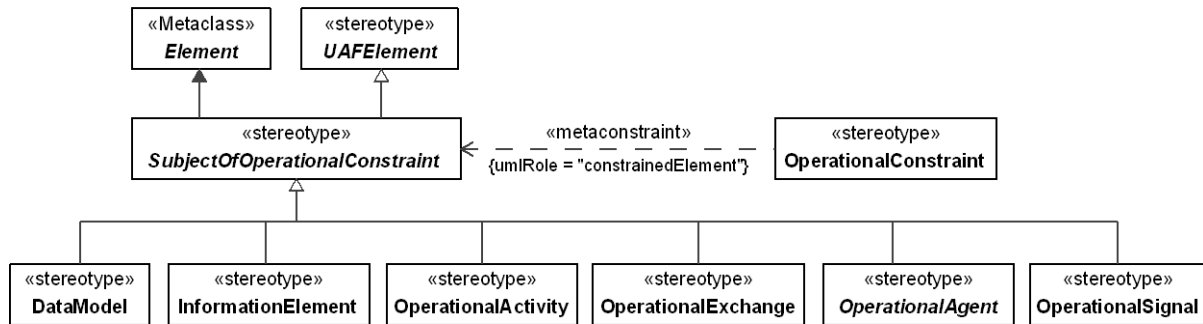 «Metaclass»
Element
«stereotype»
UAFElement
«stereotype»
SubjectOfOperationalConstraint
«metaconstraint»
{umlRole = "constrainedElement"}
«stereotype»
OperationalConstraint
«stereotype»
DataModel
«stereotype»
InformationElement
«stereotype»
OperationalActivity
«stereotype»
OperationalExchange
«stereotype»
OperationalAgent
«stereotype»
OperationalSignal